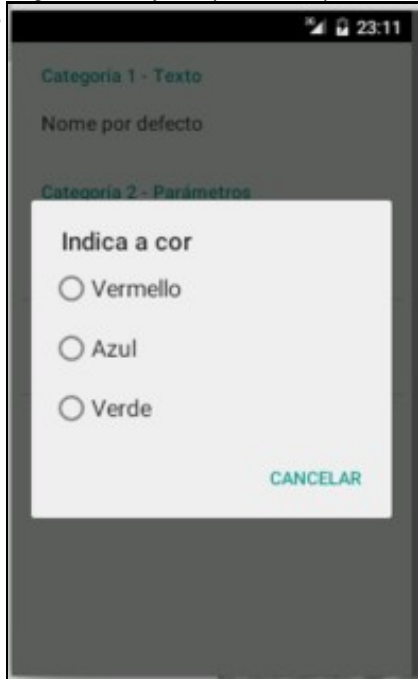 23:11
Categoría 1 - Texto
Nome por defecto
Categoría 2 - Parámetros
Indica a cor
Vermello
Azul
Verde
CANCELAR